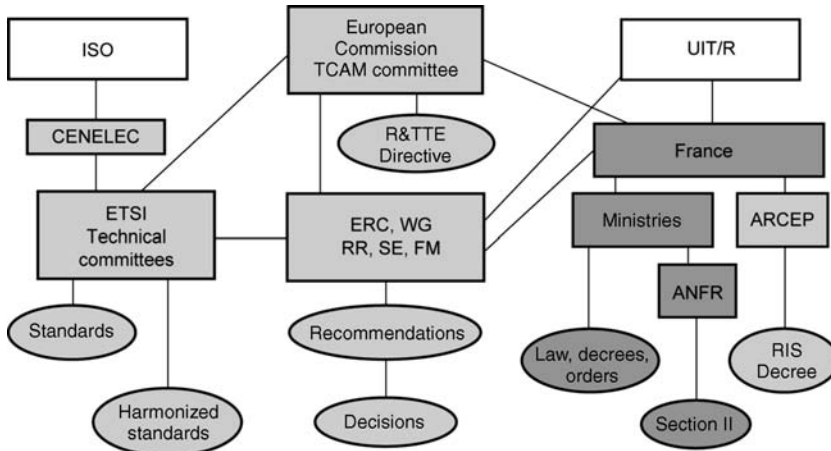 ISO
European
Commission
TCAM committee
UIT/R
CENELEC
R&TTE
Directive
France
ETSI
Technical
committees
ERC, WG
RR, SE, FM
Ministries
ARCEP
ANFR
Standards
Recommendations
Law, decrees,
orders
RIS
Decree
Harmonized
standards
Decisions
Section II